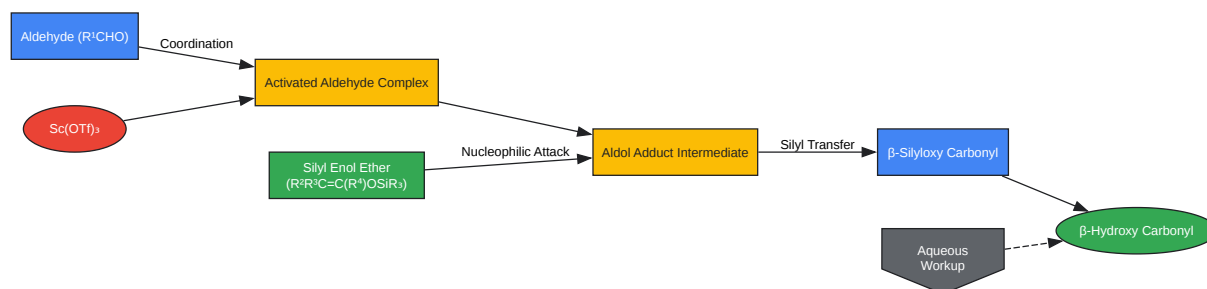 Aldehyde (R¹CHO)
Coordination
Sc(OTf)₃
Activated Aldehyde Complex
Silyl Enol Ether
(R²R³C=C(R⁴)OSiR₃)
Nucleophilic Attack
Aldol Adduct Intermediate
Silyl Transfer
β-Silyloxy Carbonyl
β-Hydroxy Carbonyl
Aqueous
Workup